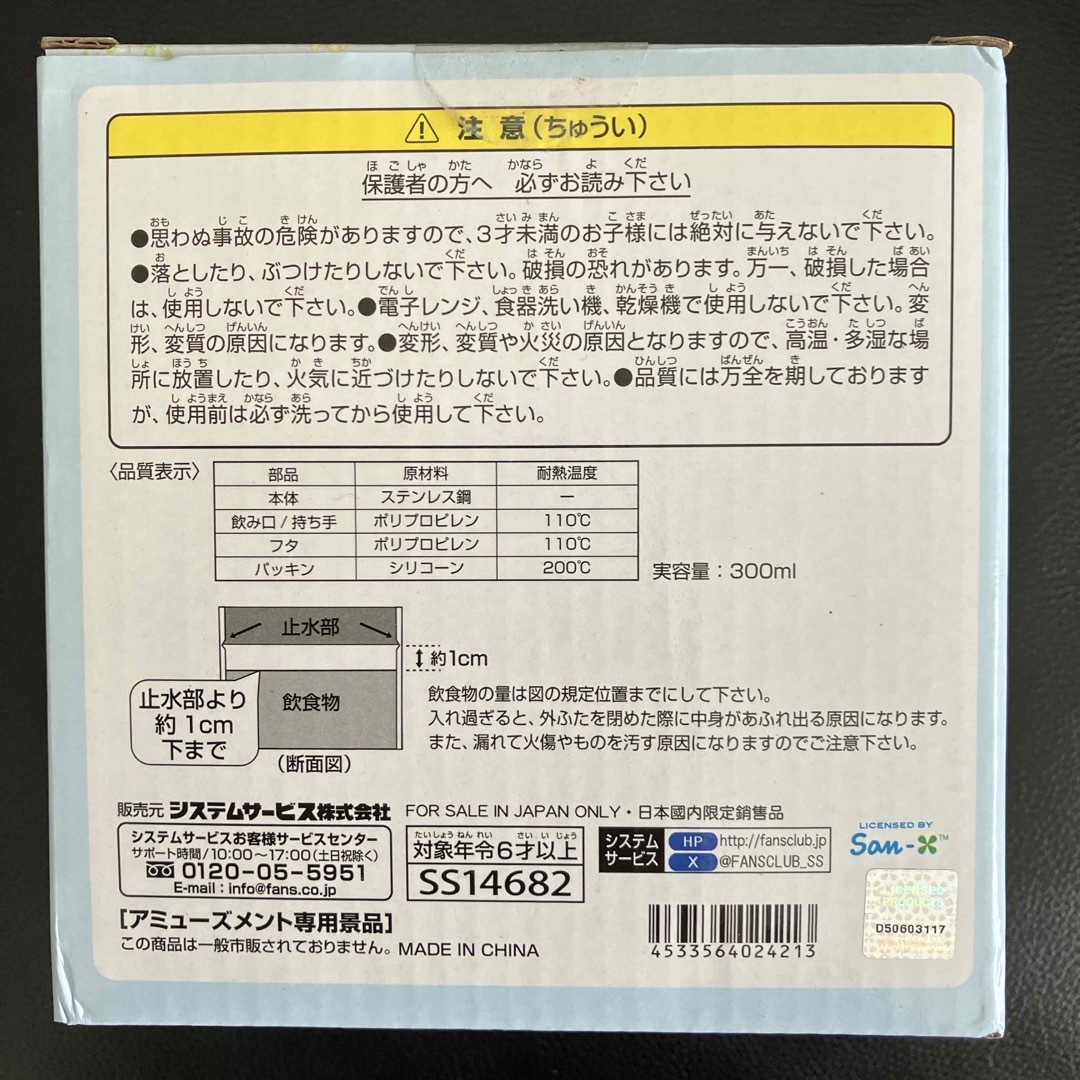 注意(ちゅうい)
保護者の方へ 必ずお読み下さい
●思わぬ事故の危険がありますので、3才未満のお子様には絶対に与えないで下さい。
●落としたり、ぶつけたりしないで下さい。破損の恐れがあります。万一、破損した場合
は、使用しないで下さい。●電子レンジ、食器洗い機、乾燥機で使用しないで下さい。変
形、変質の原因になります。●変形、変質や火災の原因となりますので、高温・多湿な場
所に放置したり、火気に近づけたりしないで下さい。●品質には万全を期しております
が、使用前は必ず洗ってから使用して下さい。
〈品質表示〉 部品 原材料 耐熱温度
本体 ステンレス鋼 ー
飲み口/持ち手 ポリプロピレン 110℃
フタ ポリプロピレン 110℃
パッキン シリコーン 200℃
実容量:300ml
止水部
約1cm
止水部より
約1cm
下まで
飲食物
(断面図)
飲食物の量は図の規定位置までにして下さい。
入れ過ぎると、外ふたを閉めた際に中身があふれ出る原因になります。
また、漏れて火傷やものを汚す原因になりますのでご注意下さい。
販売元 システムサービス株式会社 FOR SALE IN JAPAN ONLY・日本國内限定銷售品
システムサービスお客様サービスセンター
サポート時間/10:00〜17:00(土日祝除く)
0120-05-5951
E-mail:info@fans.co.jp
対象年令6才以上
SS14682
システム
サービス
HP http://fansclub.jp
X @FANSCLUB_SS
LICENSED BY
San-X™
LICENSED
PRODUCTS
D50603117
[アミューズメント専用景品]
この商品は一般市販されておりません。MADE IN CHINA
4533564024213